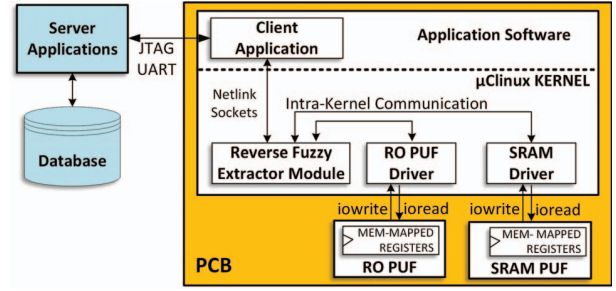 Server
Applications
Database
JTAG
UART
Client
Application
Application Software
µClinux KERNEL
Netlink
Sockets
Intra-Kernel Communication
Reverse Fuzzy
Extractor Module
RO PUF
Driver
SRAM
Driver
iowrite
ioread
iowrite
ioread
MEM-MAPPED
REGISTERS
RO PUF
MEM- MAPPED
REGISTERS
SRAM PUF
PCB